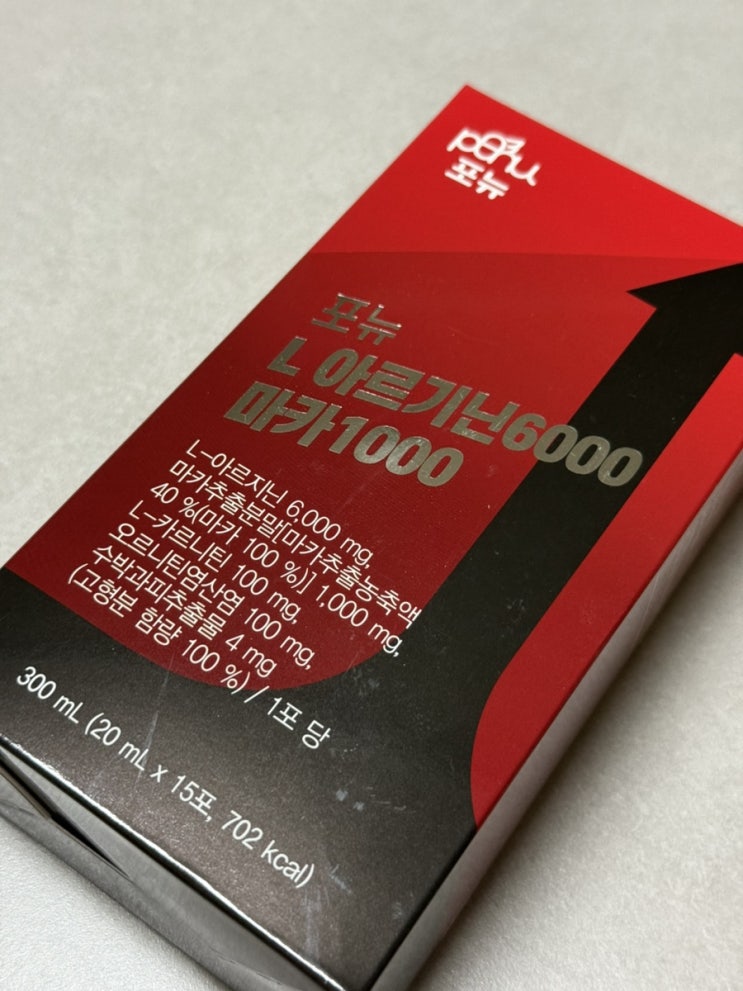 ponu
포뉴
포뉴
L 아르기닌6000
마카1000
L-아르지닌 6,000 mg,
마카추출분말[마카추출농축액
40 %(마카 100 %)] 1,000 mg,
L-카르니틴 100 mg,
오르니틴염산염 100 mg,
수박과피추출물 4 mg
(고형분 함량 100 %) / 1포 당
300 mL (20 mL x 15포, 702 kcal)